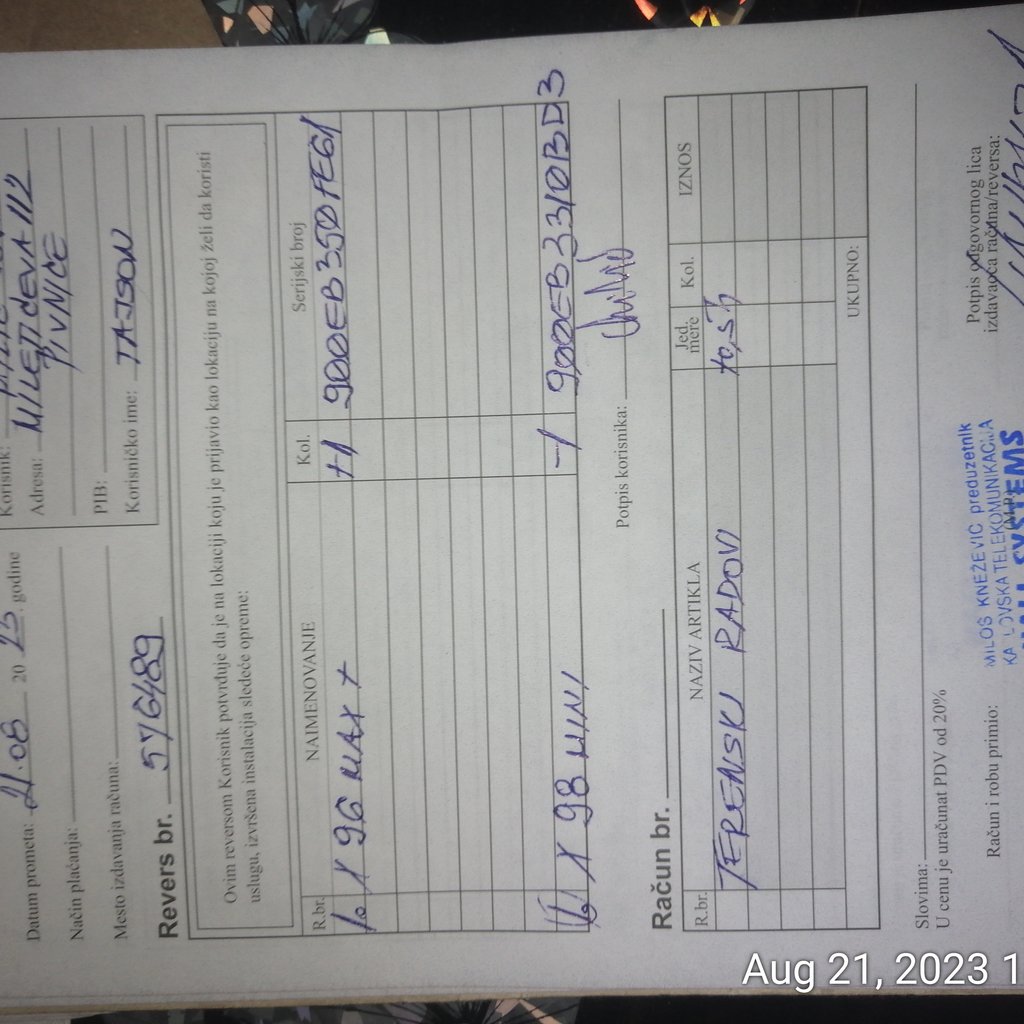 Datum prometa: 21.08 20 23. godine
Način plaćanja:
Mesto izdavanja računa:
Korisnik:
Adresa: MILETIĆEVA 112
PIVNICE
PIB:
Korisničko ime: TAJSON
Revers br. 576489
Ovim reversom Korisnik potvrđuje da je na lokaciji koju je prijavio kao lokaciju na kojoj želi da koristi
uslugu, izvršena instalacija sledeće opreme:
R.br. NAIMENOVANJE Kol. Serijski broj
1. X 96 MAX + +1 900EB350FEG1
X 98 MINI -1 900EB3310BD3
Potpis korisnika:
Račun br.
R.br. NAZIV ARTIKLA Jed. mere Kol. IZNOS
TERENSKI RADOVI
UKUPNO:
Slovima:
U cenu je uračunat PDV od 20%
Račun i robu primio:
MILOŠ KNEŽEVIĆ preduzetnik
TELEKOMUNIKACIJA
SYSTEMS
Potpis odgovornog lica
izdavaoca računa/reversa:
Aug 21, 2023 1